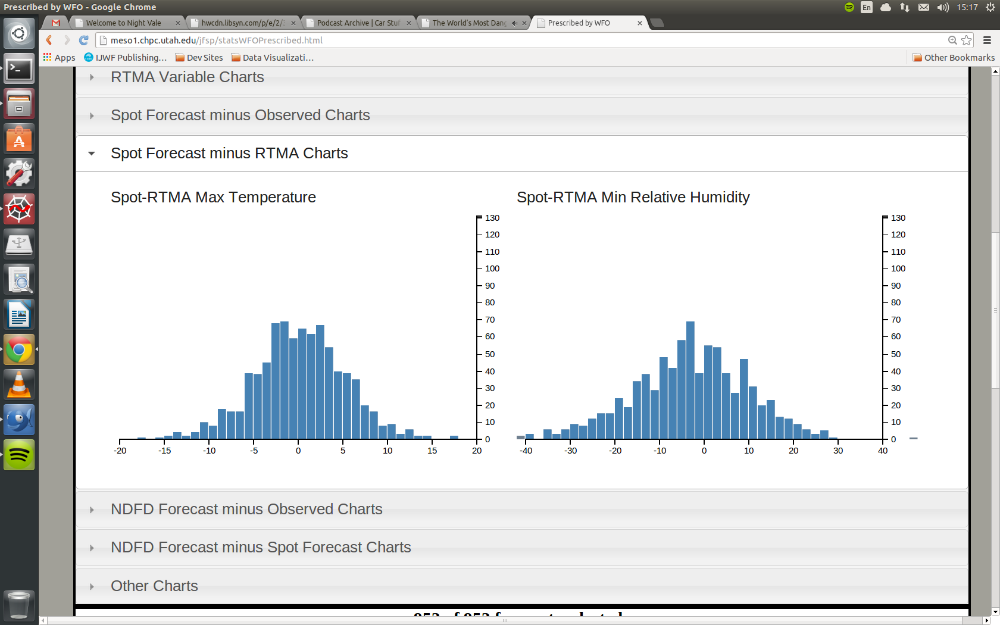 Prescribed by WFO - Google Chrome
En
15:17
Welcome to Night Vale
hwcdn.libsyn.com/p/e/2/
Podcast Archive | Car Stuf
The World's Most Dang
Prescribed by WFO
meso1.chpc.utah.edu/jfsp/statsWFOPrescribed.html
Apps
IJWF Publishing...
Dev Sites
Data Visualizati...
Other Bookmarks
RTMA Variable Charts
Spot Forecast minus Observed Charts
Spot Forecast minus RTMA Charts
Spot-RTMA Max Temperature
130
120
110
100
90
80
70
60
50
40
30
20
10
0
-20 -15 -10 -5 0 5 10 15 20
Spot-RTMA Min Relative Humidity
130
120
110
100
90
80
70
60
50
40
30
20
10
0
-40 -30 -20 -10 0 10 20 30 40
NDFD Forecast minus Observed Charts
NDFD Forecast minus Spot Forecast Charts
Other Charts